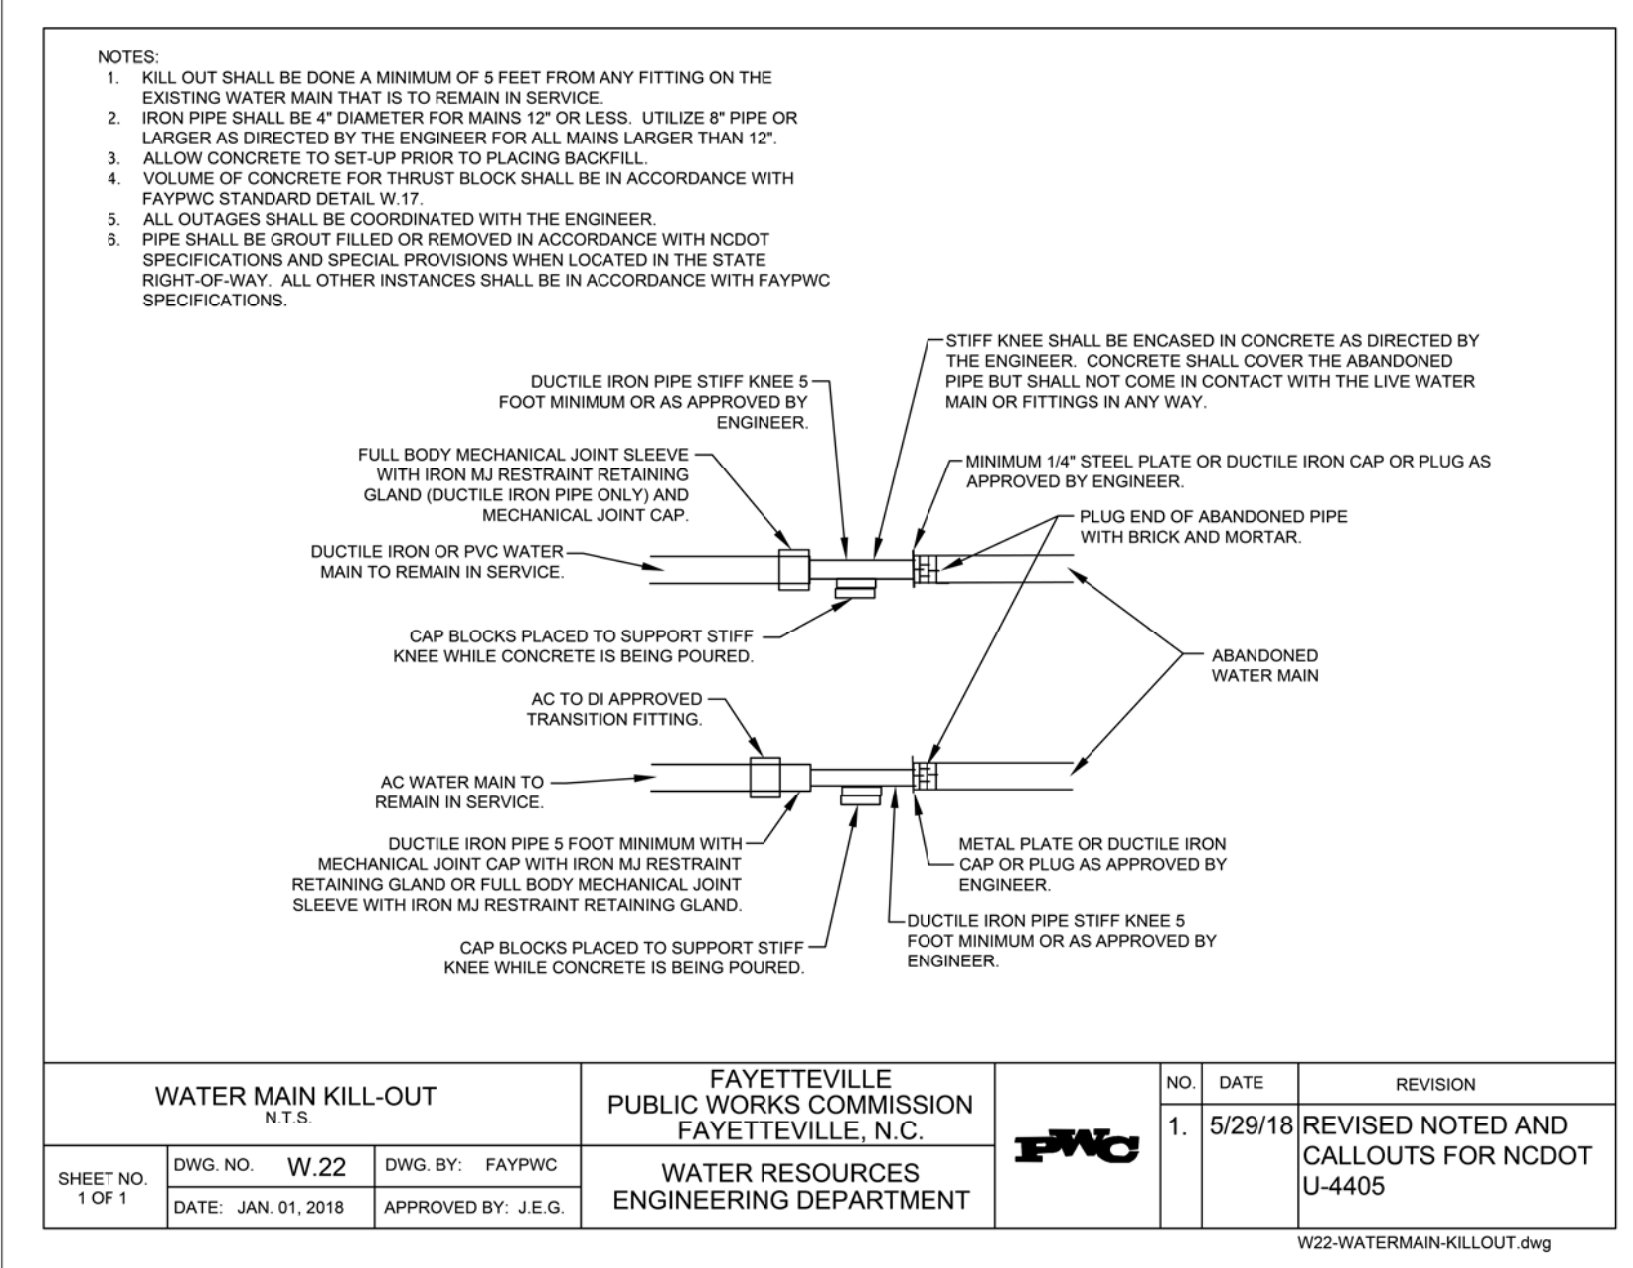 NOTES:
1. KILL OUT SHALL BE DONE A MINIMUM OF 5 FEET FROM ANY FITTING ON THE
EXISTING WATER MAIN THAT IS TO REMAIN IN SERVICE.
2. IRON PIPE SHALL BE 4" DIAMETER FOR MAINS 12" OR LESS. UTILIZE 8" PIPE OR
LARGER AS DIRECTED BY THE ENGINEER FOR ALL MAINS LARGER THAN 12".
3. ALLOW CONCRETE TO SET-UP PRIOR TO PLACING BACKFILL.
4. VOLUME OF CONCRETE FOR THRUST BLOCK SHALL BE IN ACCORDANCE WITH
FAYPWC STANDARD DETAIL W.17.
5. ALL OUTAGES SHALL BE COORDINATED WITH THE ENGINEER.
6. PIPE SHALL BE GROUT FILLED OR REMOVED IN ACCORDANCE WITH NCDOT
SPECIFICATIONS AND SPECIAL PROVISIONS WHEN LOCATED IN THE STATE
RIGHT-OF-WAY. ALL OTHER INSTANCES SHALL BE IN ACCORDANCE WITH FAYPWC
SPECIFICATIONS.
STIFF KNEE SHALL BE ENCASED IN CONCRETE AS DIRECTED BY
THE ENGINEER. CONCRETE SHALL COVER THE ABANDONED
PIPE BUT SHALL NOT COME IN CONTACT WITH THE LIVE WATER
MAIN OR FITTINGS IN ANY WAY.
DUCTILE IRON PIPE STIFF KNEE 5
FOOT MINIMUM OR AS APPROVED BY
ENGINEER.
FULL BODY MECHANICAL JOINT SLEEVE
WITH IRON MJ RESTRAINT RETAINING
GLAND (DUCTILE IRON PIPE ONLY) AND
MECHANICAL JOINT CAP.
MINIMUM 1/4" STEEL PLATE OR DUCTILE IRON CAP OR PLUG AS
APPROVED BY ENGINEER.
PLUG END OF ABANDONED PIPE
WITH BRICK AND MORTAR.
DUCTILE IRON OR PVC WATER
MAIN TO REMAIN IN SERVICE.
CAP BLOCKS PLACED TO SUPPORT STIFF
KNEE WHILE CONCRETE IS BEING POURED.
ABANDONED
WATER MAIN
AC TO DI APPROVED
TRANSITION FITTING.
AC WATER MAIN TO
REMAIN IN SERVICE.
DUCTILE IRON PIPE 5 FOOT MINIMUM WITH
MECHANICAL JOINT CAP WITH IRON MJ RESTRAINT
RETAINING GLAND OR FULL BODY MECHANICAL JOINT
SLEEVE WITH IRON MJ RESTRAINT RETAINING GLAND.
METAL PLATE OR DUCTILE IRON
CAP OR PLUG AS APPROVED BY
ENGINEER.
DUCTILE IRON PIPE STIFF KNEE 5
FOOT MINIMUM OR AS APPROVED BY
ENGINEER.
CAP BLOCKS PLACED TO SUPPORT STIFF
KNEE WHILE CONCRETE IS BEING POURED.
WATER MAIN KILL-OUT
N.T.S.
SHEET NO.
1 OF 1
DWG. NO. W.22
DWG. BY: FAYPWC
DATE: JAN. 01, 2018
APPROVED BY: J.E.G.
FAYETTEVILLE
PUBLIC WORKS COMMISSION
FAYETTEVILLE, N.C.
WATER RESOURCES
ENGINEERING DEPARTMENT
PWC
NO. DATE REVISION
1. 5/29/18 REVISED NOTED AND
CALLOUTS FOR NCDOT
U-4405
W22-WATERMAIN-KILLOUT.dwg